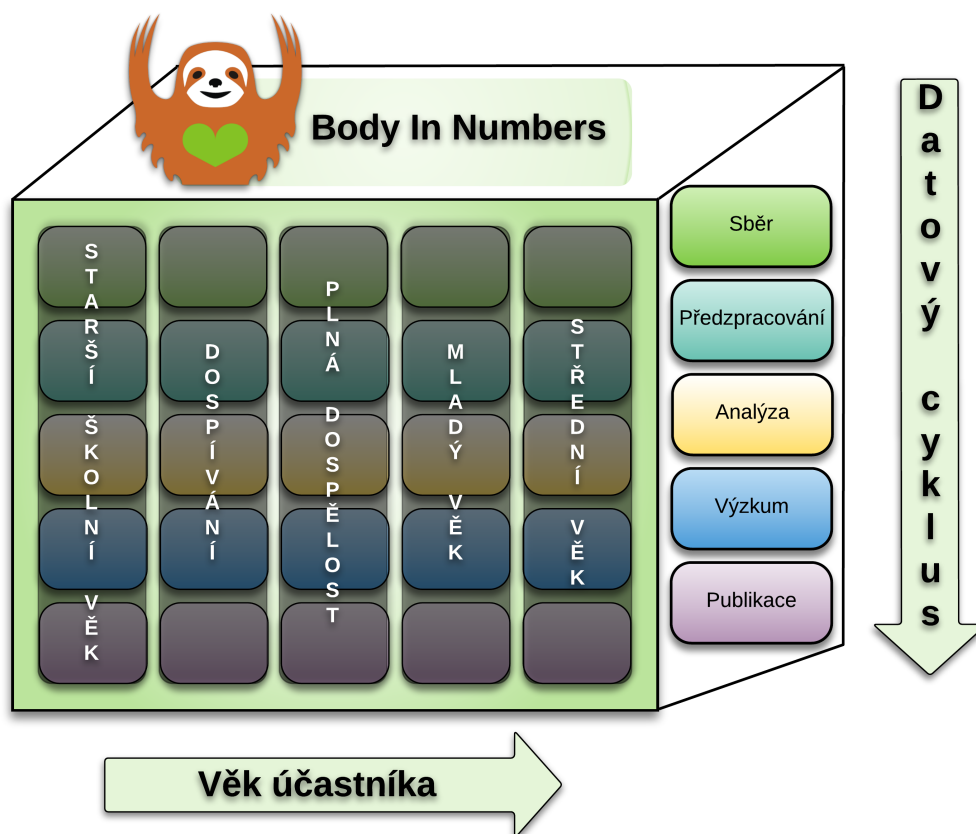 Body In Numbers
STARŠÍ ŠKOLNÍ VĚK
DOSPÍVÁNÍ
PLNÁ DOSPĚLOST
MLADÝ VĚK
STŘEDNÍ VĚK
Sběr
Předzpracování
Analýza
Výzkum
Publikace
Datový cyklus
Věk účastníka